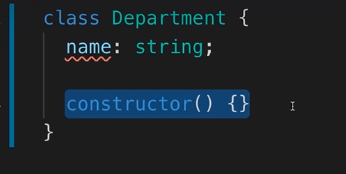 class Department {
name: string;
constructor() {}
}